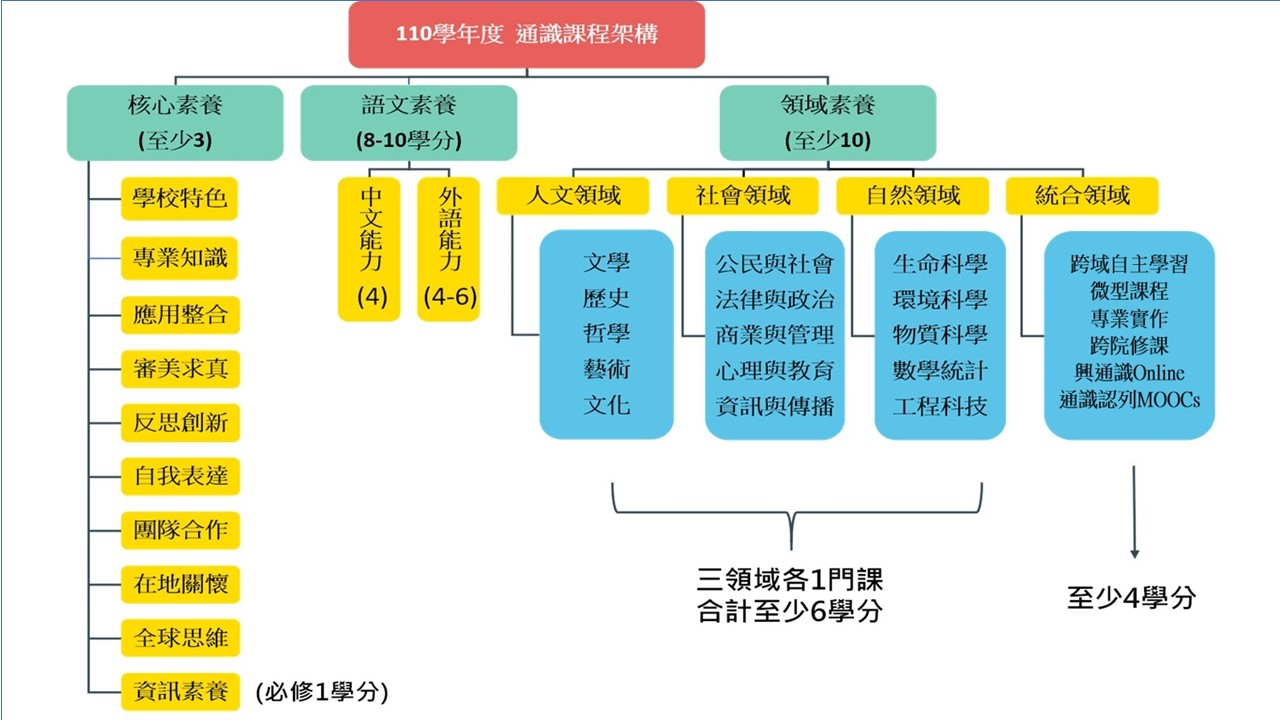 110學年度 通識課程架構
核心素養
(至少3)
學校特色
專業知識
應用整合
審美求真
反思創新
自我表達
團隊合作
在地關懷
全球思維
資訊素養 (必修1學分)
語文素養
(8-10學分)
中文能力
(4)
外語能力
(4-6)
領域素養
(至少10)
人文領域
文學
歷史
哲學
藝術
文化
社會領域
公民與社會
法律與政治
商業與管理
心理與教育
資訊與傳播
自然領域
生命科學
環境科學
物質科學
數學統計
工程科技
統合領域
跨域自主學習
微型課程
專業實作
跨院修課
興通識Online
通識認列MOOCs
三領域各1門課
合計至少6學分
至少4學分